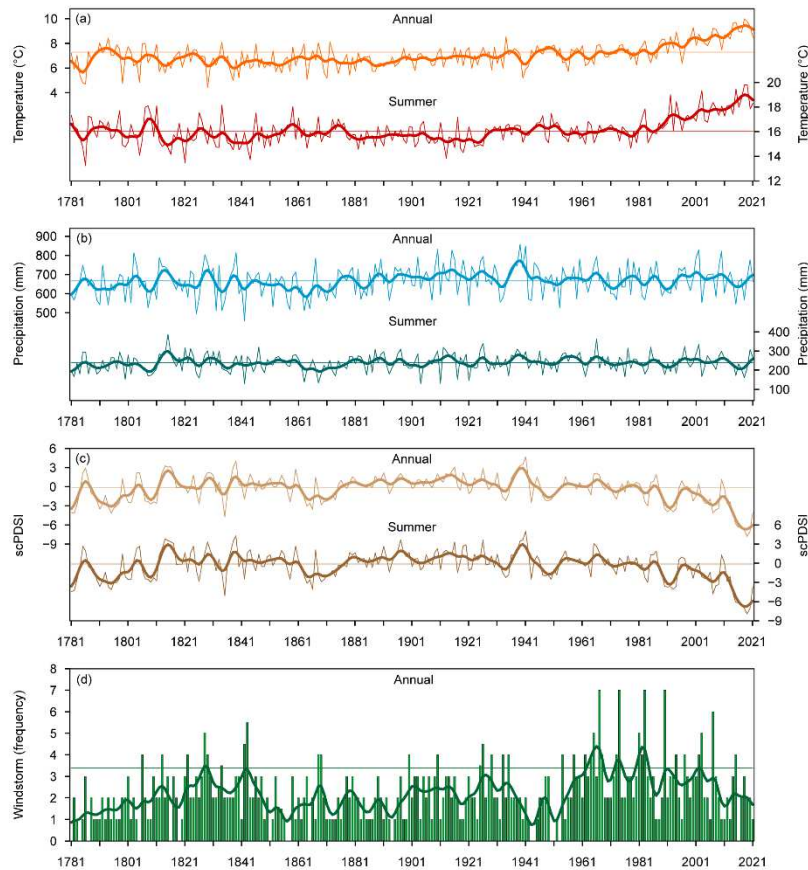 (a) Annual
10
8
6
4
Temperature (°C)
Summer
20
18
16
14
12
Temperature (°C)
1781 1801 1821 1841 1861 1881 1901 1921 1941 1961 1981 2001 2021
(b) Annual
900
800
700
600
500
Precipitation (mm)
Summer
400
300
200
100
Precipitation (mm)
1781 1801 1821 1841 1861 1881 1901 1921 1941 1961 1981 2001 2021
(c) Annual
6
3
0
−3
−6
−9
scPDSI
Summer
6
3
0
−3
−6
−9
scPDSI
1781 1801 1821 1841 1861 1881 1901 1921 1941 1961 1981 2001 2021
(d) Annual
8
7
6
5
4
3
2
1
0
Windstorm (frequency)
1781 1801 1821 1841 1861 1881 1901 1921 1941 1961 1981 2001 2021